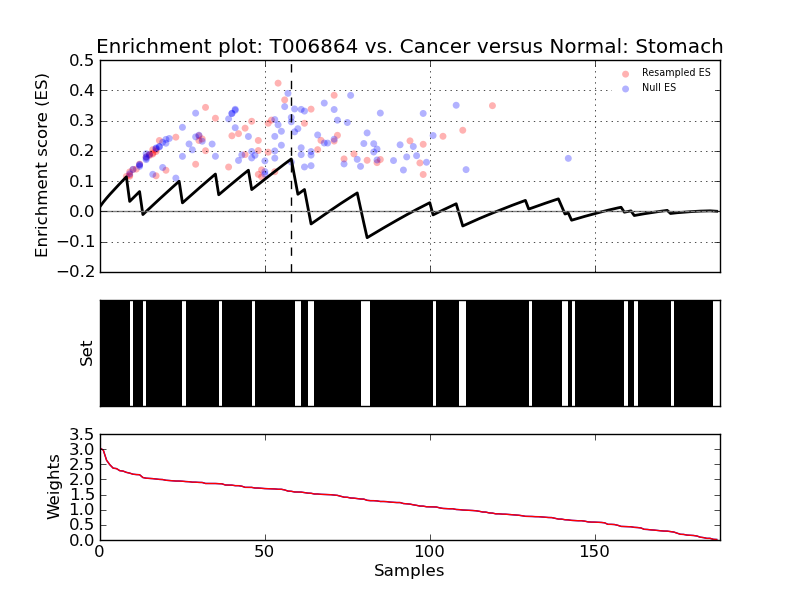 Enrichment plot: T006864 vs. Cancer versus Normal: Stomach
Enrichment score (ES)
0.5
0.4
0.3
0.2
0.1
0.0
−0.1
−0.2
Resampled ES
Null ES
Set
Weights
3.5
3.0
2.5
2.0
1.5
1.0
0.5
0.0
0
50
100
150
Samples